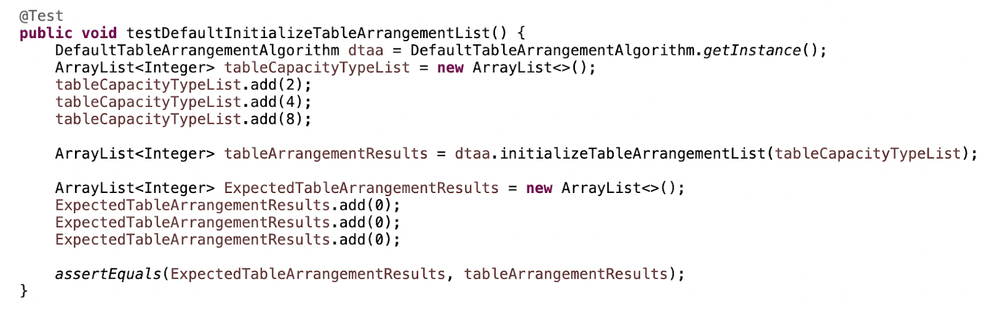 @Test
public void testDefaultInitializeTableArrangementList() {
    DefaultTableArrangementAlgorithm dtaa = DefaultTableArrangementAlgorithm.getInstance();
    ArrayList<Integer> tableCapacityTypeList = new ArrayList<>();
    tableCapacityTypeList.add(2);
    tableCapacityTypeList.add(4);
    tableCapacityTypeList.add(8);

    ArrayList<Integer> tableArrangementResults = dtaa.initializeTableArrangementList(tableCapacityTypeList);

    ArrayList<Integer> ExpectedTableArrangementResults = new ArrayList<>();
    ExpectedTableArrangementResults.add(0);
    ExpectedTableArrangementResults.add(0);
    ExpectedTableArrangementResults.add(0);

    assertEquals(ExpectedTableArrangementResults, tableArrangementResults);
}